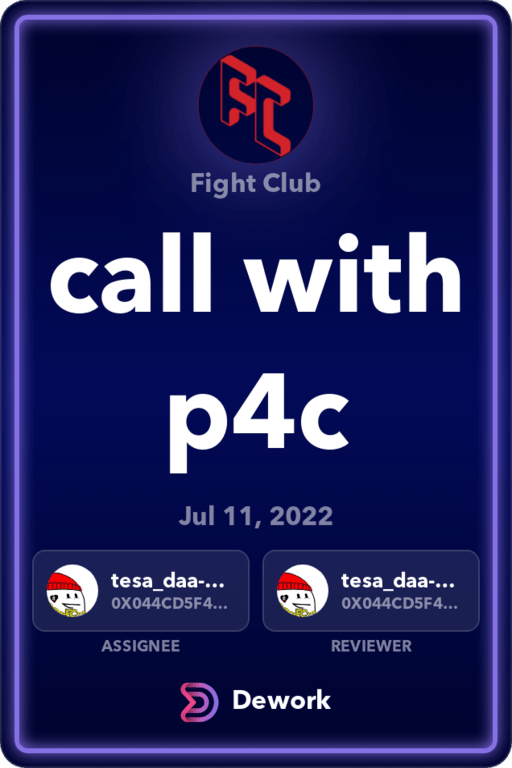 FC
Fight Club
call with
p4c
Jul 11, 2022
tesa_daa-...
0X044CD5F4...
ASSIGNEE
tesa_daa-...
0X044CD5F4...
REVIEWER
Dework